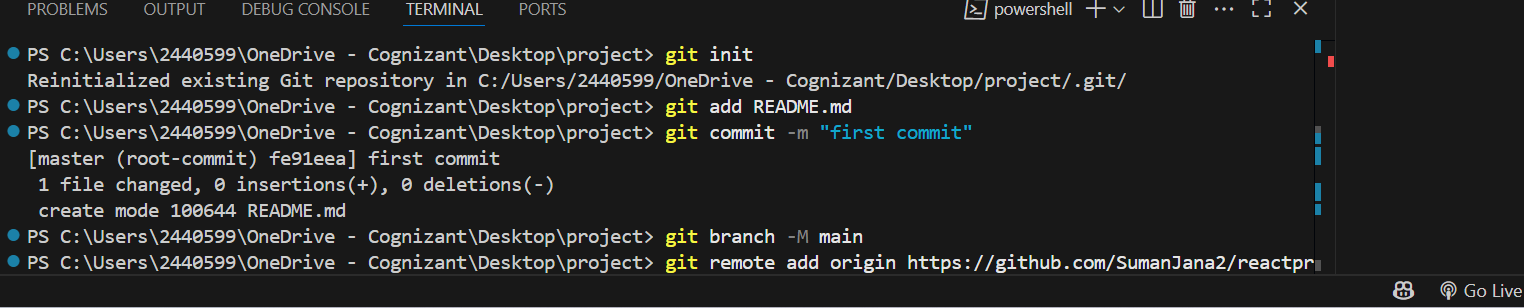 PROBLEMS OUTPUT DEBUG CONSOLE TERMINAL PORTS powershell
PS C:\Users\2440599\OneDrive - Cognizant\Desktop\project> git init
Reinitialized existing Git repository in C:/Users/2440599/OneDrive - Cognizant/Desktop/project/.git/
PS C:\Users\2440599\OneDrive - Cognizant\Desktop\project> git add README.md
PS C:\Users\2440599\OneDrive - Cognizant\Desktop\project> git commit -m "first commit"
[master (root-commit) fe91eea] first commit
 1 file changed, 0 insertions(+), 0 deletions(-)
 create mode 100644 README.md
PS C:\Users\2440599\OneDrive - Cognizant\Desktop\project> git branch -M main
PS C:\Users\2440599\OneDrive - Cognizant\Desktop\project> git remote add origin https://github.com/SumanJana2/reactpr
Go Live